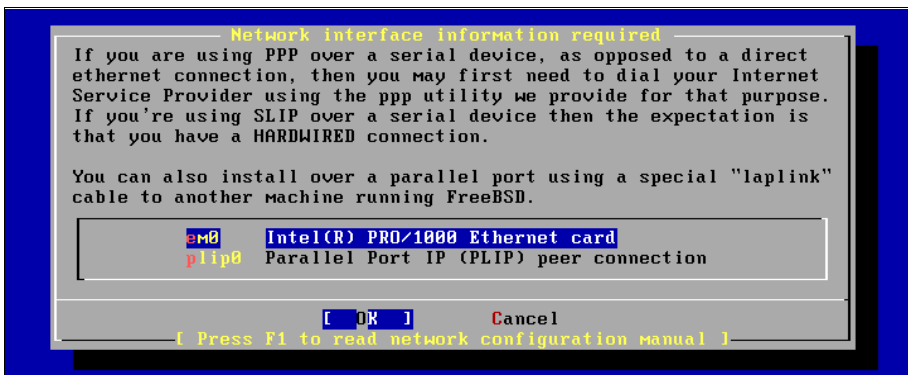 Network interface information required
If you are using PPP over a serial device, as opposed to a direct
ethernet connection, then you may first need to dial your Internet
Service Provider using the ppp utility we provide for that purpose.
If you're using SLIP over a serial device then the expectation is
that you have a HARDWIRED connection.
You can also install over a parallel port using a special "laplink"
cable to another machine running FreeBSD.
em0 Intel(R) PRO/1000 Ethernet card
plip0 Parallel Port IP (PLIP) peer connection
[ OK ] Cancel
[ Press F1 to read network configuration manual ]